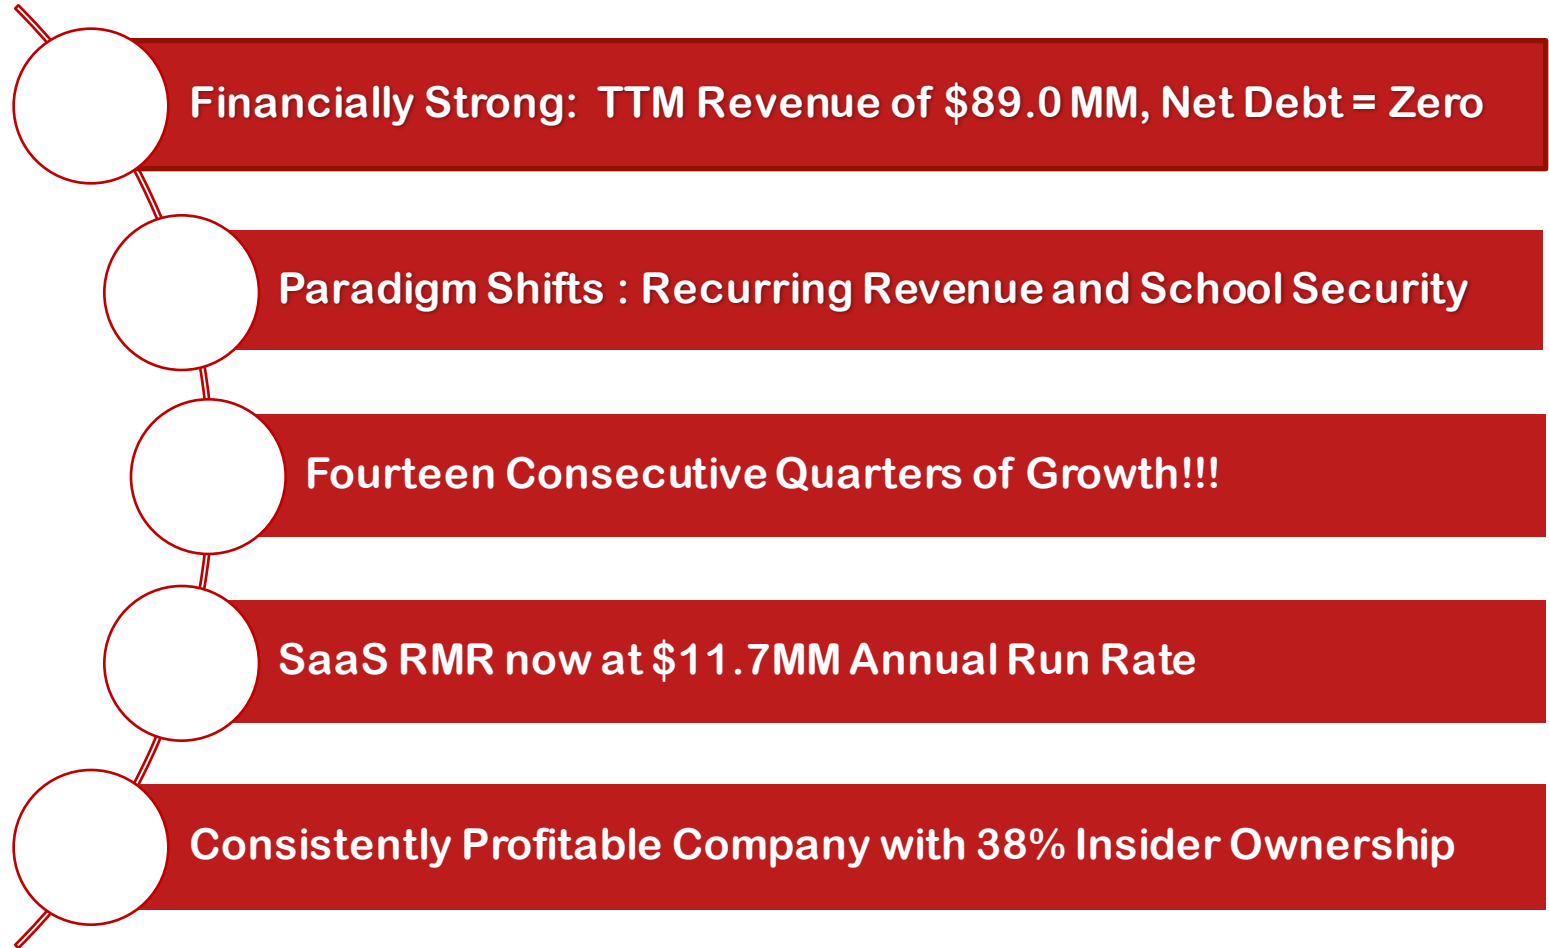 Financially Strong: TTM Revenue of $89.0 MM, Net Debt = Zero
Paradigm Shifts : Recurring Revenue and School Security
Fourteen Consecutive Quarters of Growth!!!
SaaS RMR now at $11.7MM Annual Run Rate
Consistently Profitable Company with 38% Insider Ownership